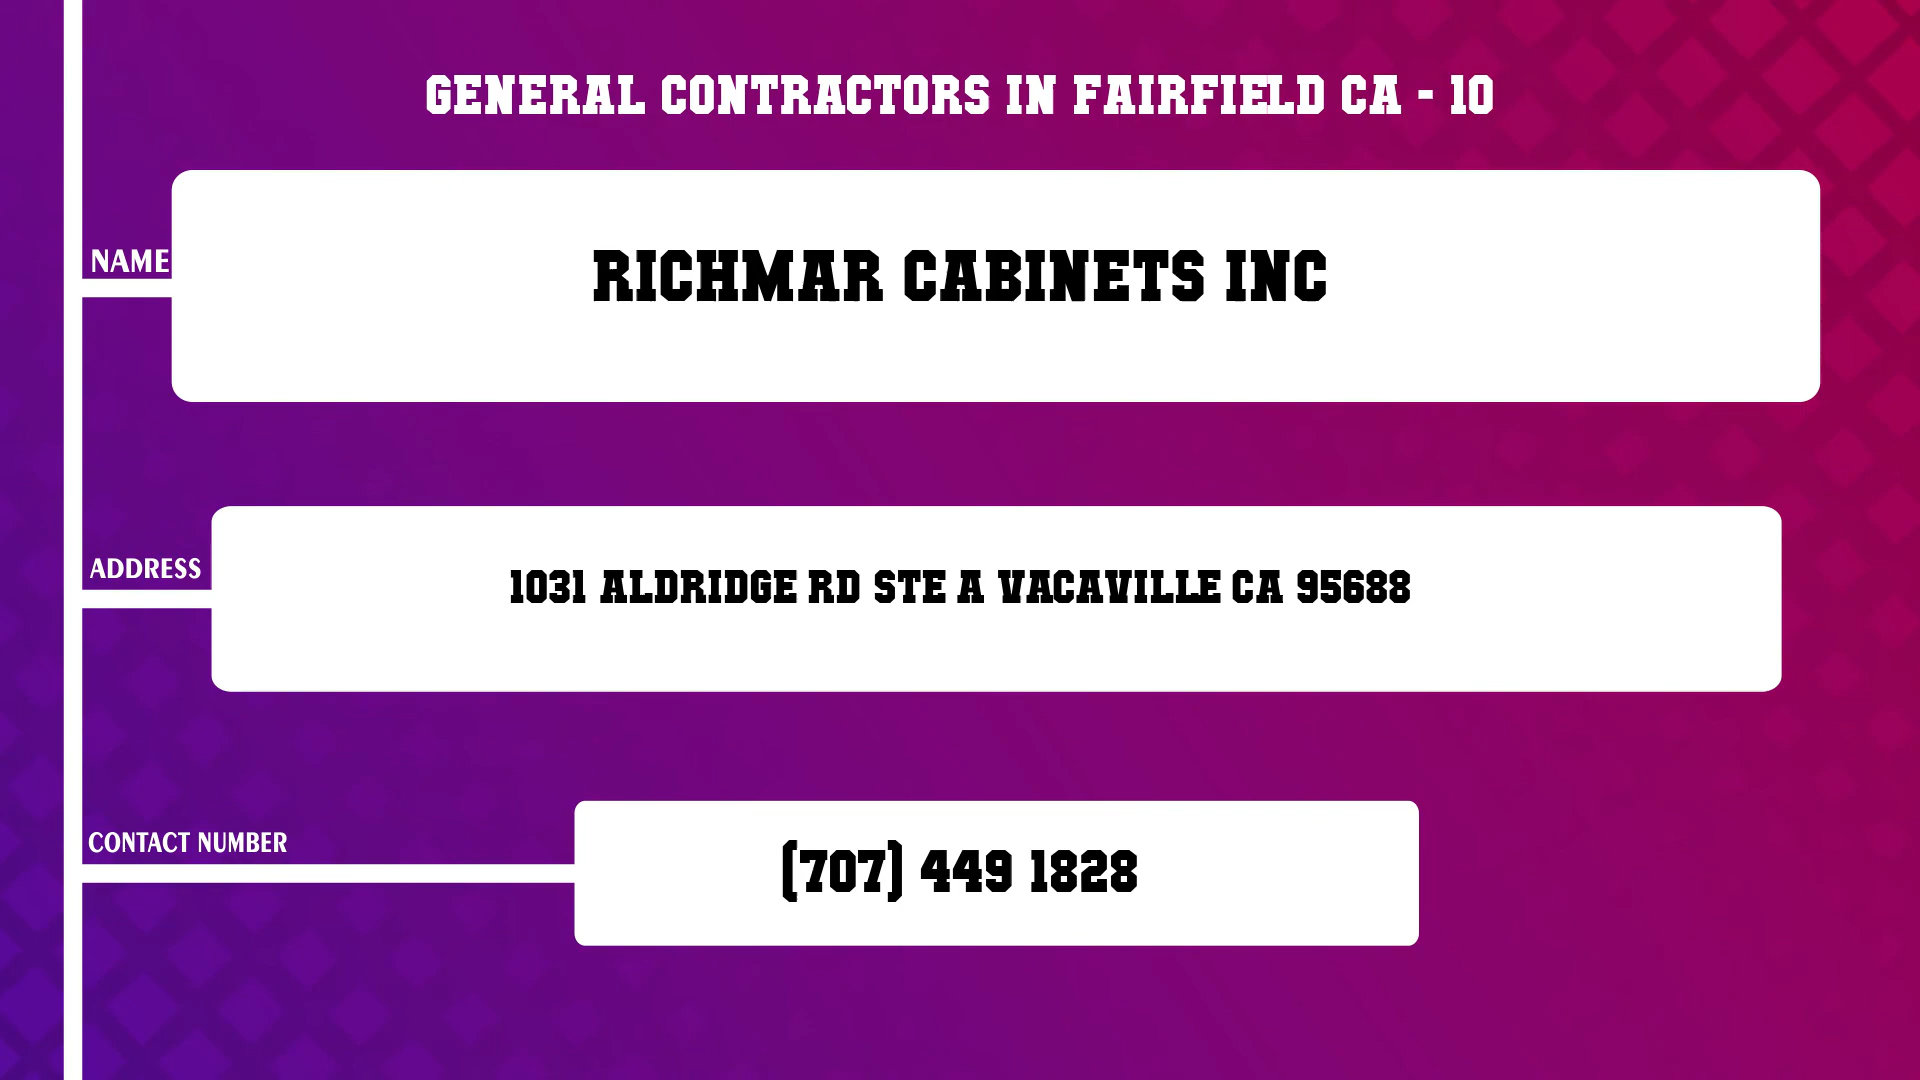 GENERAL CONTRACTORS IN FAIRFIELD CA - 10
NAME
RICHMAR CABINETS INC
ADDRESS
1031 ALDRIDGE RD STE A VACAVILLE CA 95688
CONTACT NUMBER
(707) 449 1828